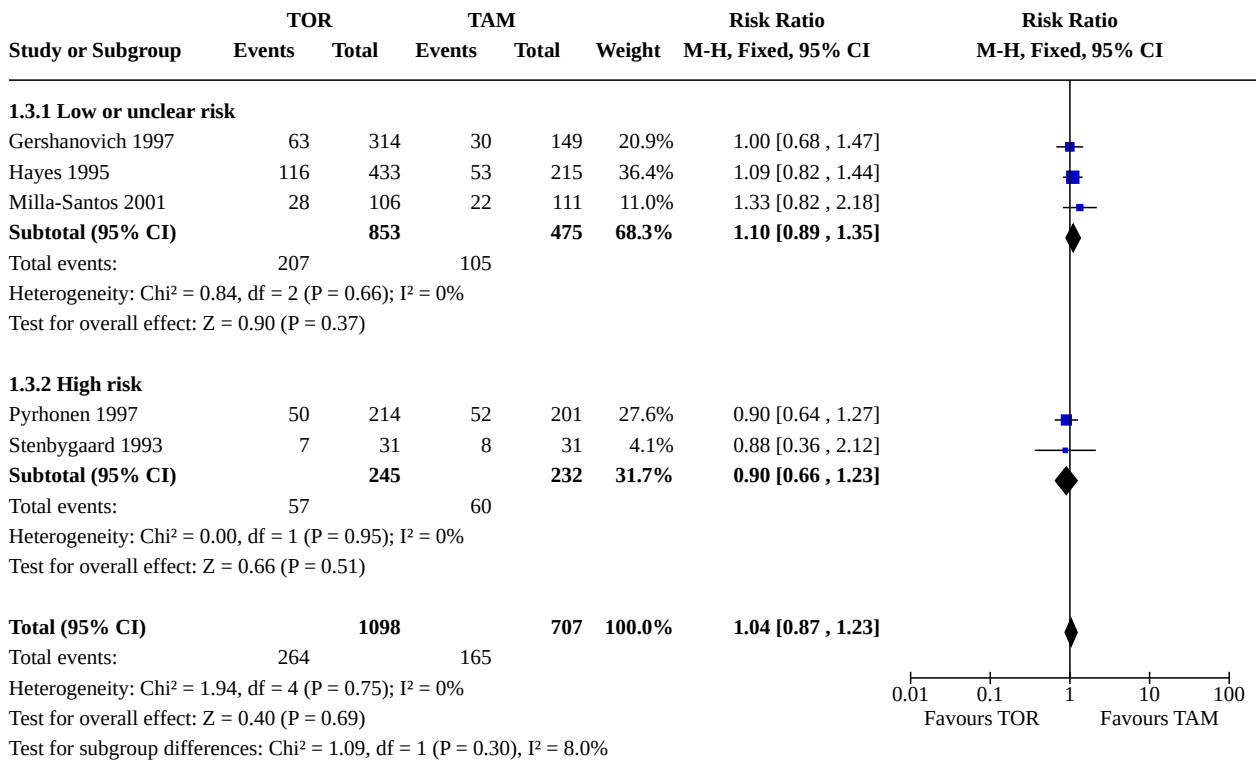 TOR TAM Risk Ratio Risk Ratio
Study or Subgroup Events Total Events Total Weight M-H, Fixed, 95% CI M-H, Fixed, 95% CI
1.3.1 Low or unclear risk
Gershanovich 1997 63 314 30 149 20.9% 1.00 [0.68 , 1.47]
Hayes 1995 116 433 53 215 36.4% 1.09 [0.82 , 1.44]
Milla-Santos 2001 28 106 22 111 11.0% 1.33 [0.82 , 2.18]
Subtotal (95% CI) 853 475 68.3% 1.10 [0.89 , 1.35]
Total events: 207 105
Heterogeneity: Chi² = 0.84, df = 2 (P = 0.66); I² = 0%
Test for overall effect: Z = 0.90 (P = 0.37)
1.3.2 High risk
Pyrhonen 1997 50 214 52 201 27.6% 0.90 [0.64 , 1.27]
Stenbygaard 1993 7 31 8 31 4.1% 0.88 [0.36 , 2.12]
Subtotal (95% CI) 245 232 31.7% 0.90 [0.66 , 1.23]
Total events: 57 60
Heterogeneity: Chi² = 0.00, df = 1 (P = 0.95); I² = 0%
Test for overall effect: Z = 0.66 (P = 0.51)
Total (95% CI) 1098 707 100.0% 1.04 [0.87 , 1.23]
Total events: 264 165
Heterogeneity: Chi² = 1.94, df = 4 (P = 0.75); I² = 0%
0.01 0.1 1 10 100
Test for overall effect: Z = 0.40 (P = 0.69)
Favours TOR Favours TAM
Test for subgroup differences: Chi² = 1.09, df = 1 (P = 0.30), I² = 8.0%